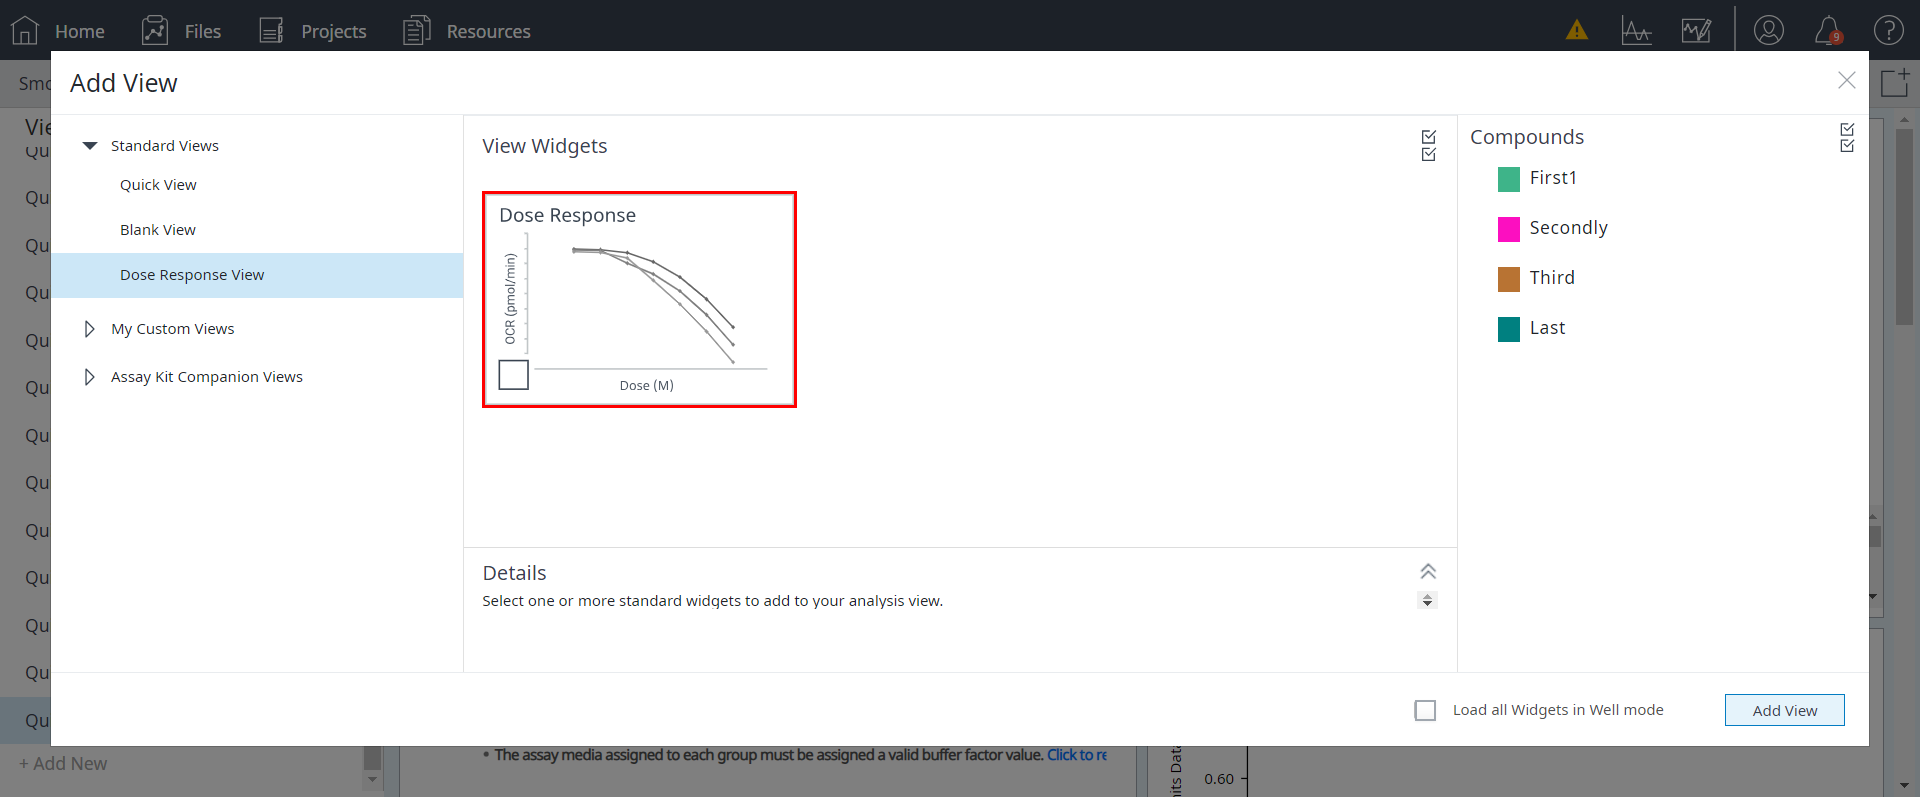 Home
Files
Projects
Resources
9
Add View
Standard Views
Quick View
Blank View
Dose Response View
My Custom Views
Assay Kit Companion Views
View Widgets
Dose Response
OCR (pmol/min)
Dose (M)
Details
Select one or more standard widgets to add to your analysis view.
Compounds
First1
Secondly
Third
Last
Load all Widgets in Well mode
Add View
Qu
Qu
Qu
Qu
Qu
Qu
Qu
Qu
Qu
Qu
Qu
Qu
Qu
+ Add New
* The assay media assigned to each group must be assigned a valid buffer factor value. Click to re
0.60